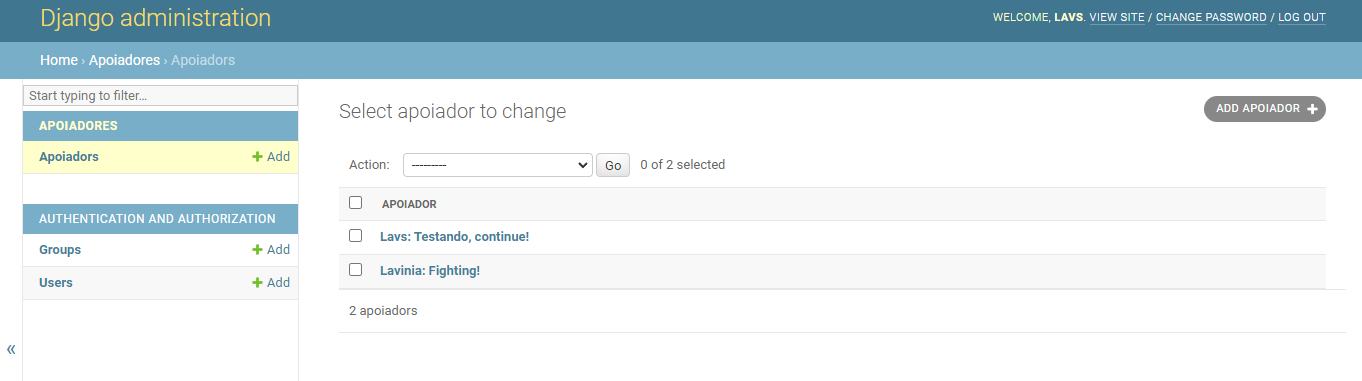 Django administration
WELCOME, LAVS. VIEW SITE / CHANGE PASSWORD / LOG OUT
Home › Apoiadores › Apoiadors
Start typing to filter...
APOIADORES
Apoiadors + Add
AUTHENTICATION AND AUTHORIZATION
Groups + Add
Users + Add
«
Select apoiador to change
ADD APOIADOR +
Action: --------- Go 0 of 2 selected
APOIADOR
Lavs: Testando, continue!
Lavinia: Fighting!
2 apoiadors